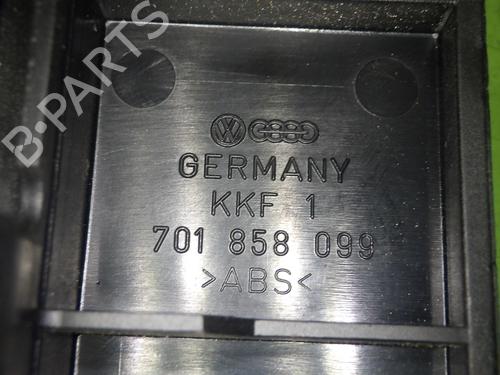 B-PARTS
GERMANY
KKF 1
701 858 099
>ABS<